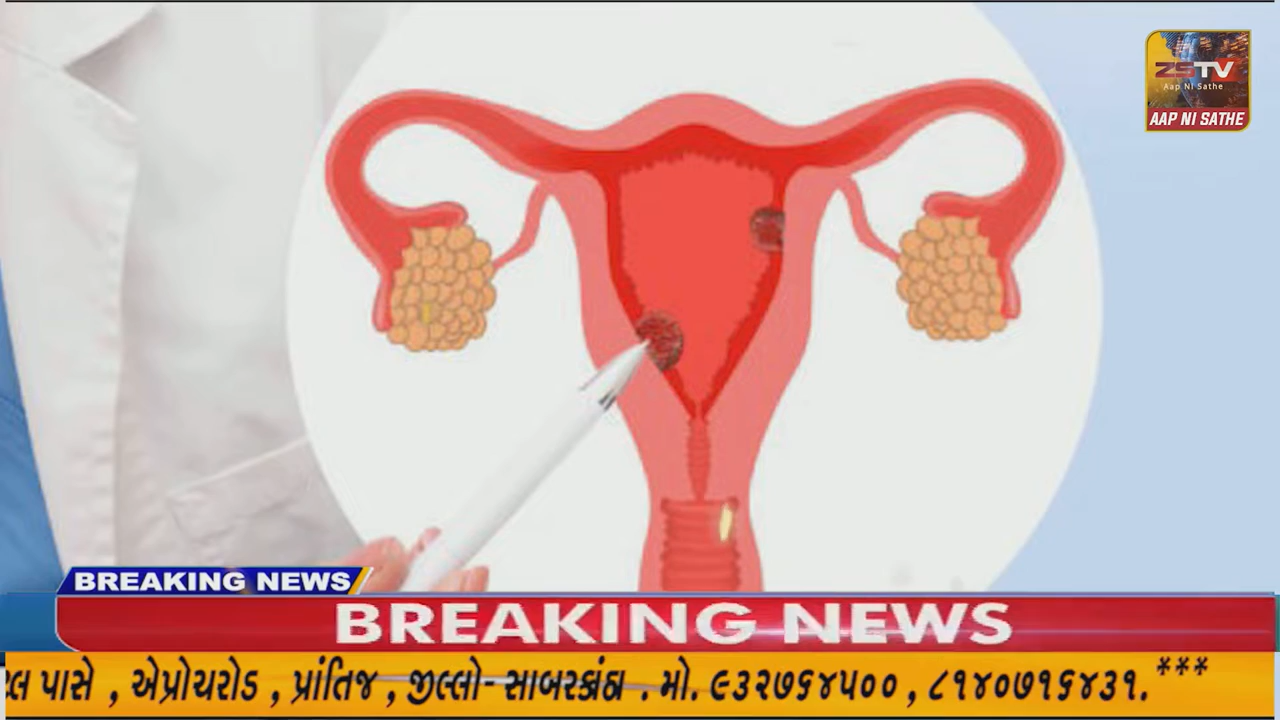 ZSTV
Aap Ni Sathe
AAP NI SATHE
BREAKING NEWS
BREAKING NEWS
પાસે , એપ્રોચરોડ , પ્રાંતિજ , જીલ્લો- સાબરકાંઠા . મો. ૯૩૨૭૬૪૫૦૦ , ૮૧૪૦૭૧૬૪૩૧.***